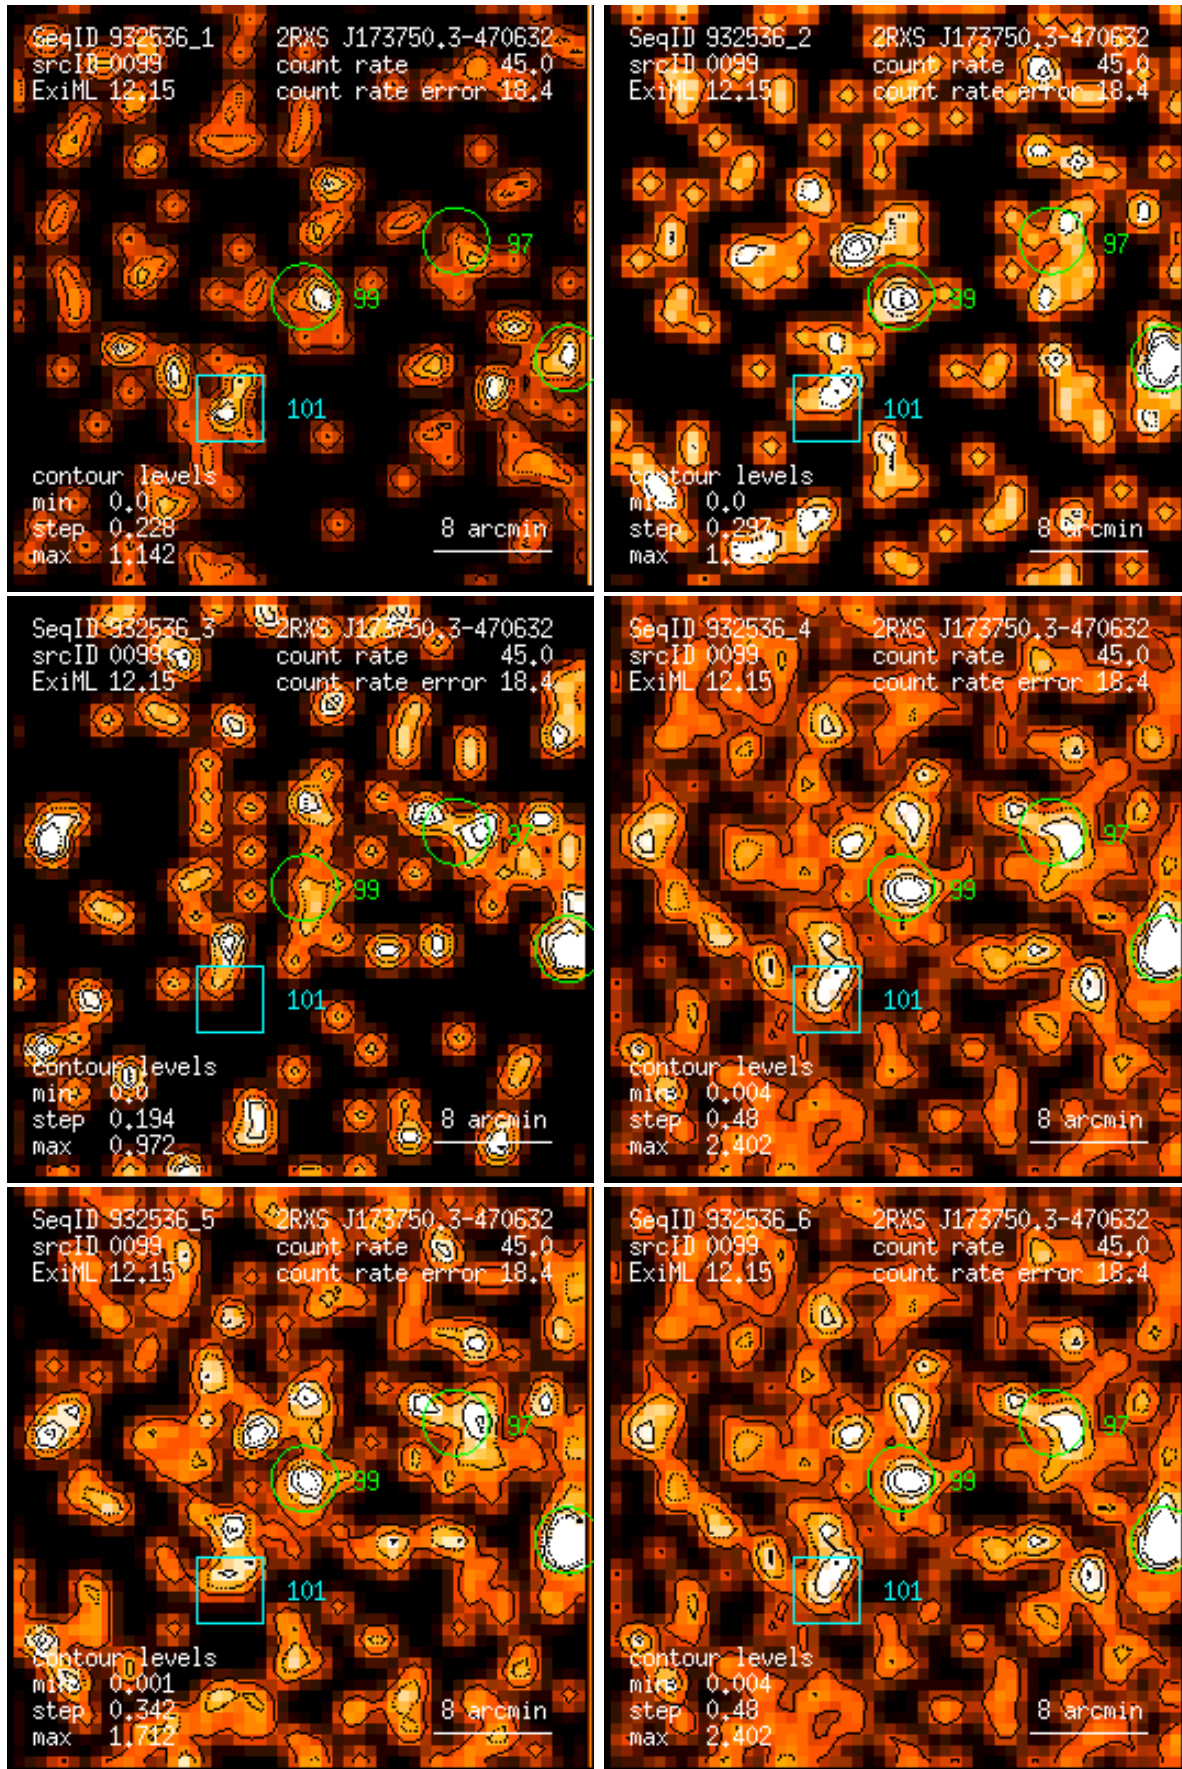 SeqID 932536_1 2RXS J173750.3-470632
srcID 0099 count rate 45.0
ExiML 12.15 count rate error 18.4
97
99
101
contour levels
min 0.0
step 0.228 8 arcmin
max 1.142
SeqID 932536_2 2RXS J173750.3-470632
srcID 0099 count rate 45.0
ExiML 12.15 count rate error 18.4
97
99
101
contour levels
min 0.0
step 0.297 8 arcmin
max
SeqID 932536_3 2RXS J173750.3-470632
srcID 0099 count rate 45.0
ExiML 12.15 count rate error 18.4
97
99
101
contour levels
min 0.0
step 0.194 8 arcmin
max 0.972
SeqID 932536_4 2RXS J173750.3-470632
srcID 0099 count rate 45.0
ExiML 12.15 count rate error 18.4
97
99
101
contour levels
min 0.004
step 0.48 8 arcmin
max 2.402
SeqID 932536_5 2RXS J173750.3-470632
srcID 0099 count rate 45.0
ExiML 12.15 count rate error 18.4
97
99
101
contour levels
min 0.001
step 0.342 8 arcmin
max 1.712
SeqID 932536_6 2RXS J173750.3-470632
srcID 0099 count rate 45.0
ExiML 12.15 count rate error 18.4
97
99
101
contour levels
min 0.004
step 0.48 8 arcmin
max 2.402